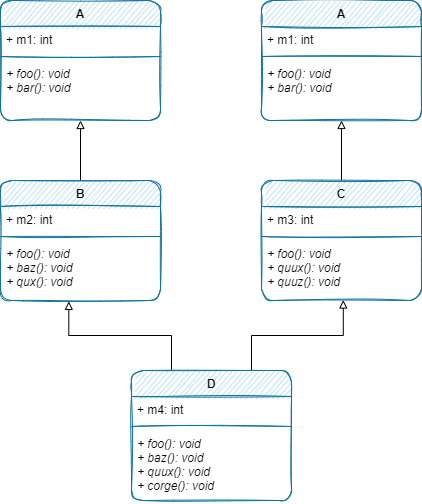 A
+ m1: int
+ foo(): void
+ bar(): void
A
+ m1: int
+ foo(): void
+ bar(): void
B
+ m2: int
+ foo(): void
+ baz(): void
+ qux(): void
C
+ m3: int
+ foo(): void
+ quux(): void
+ quuz(): void
D
+ m4: int
+ foo(): void
+ baz(): void
+ quux(): void
+ corge(): void